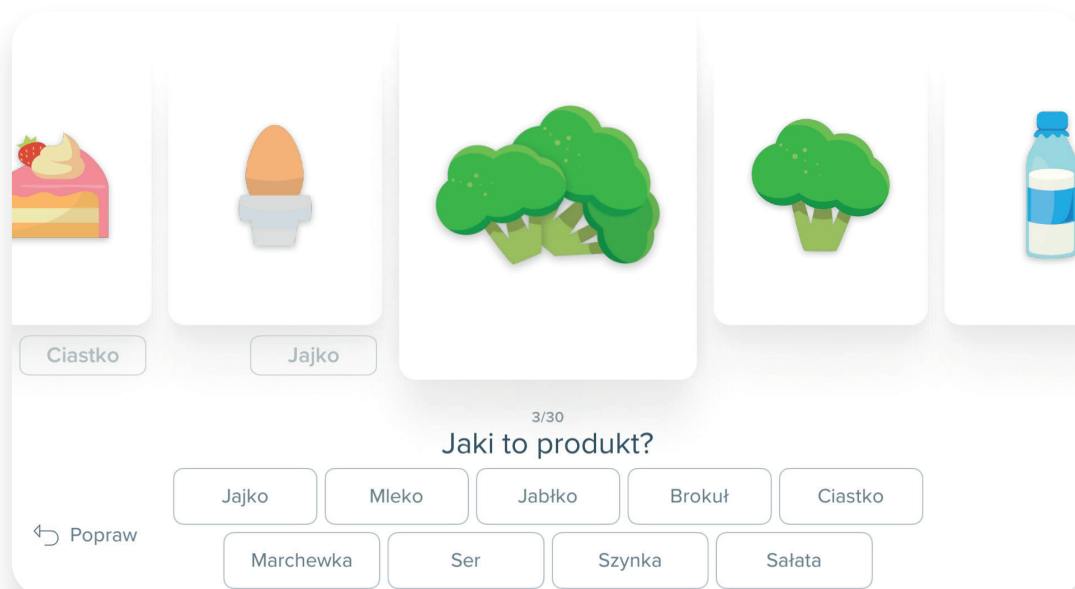 Ciastko
Jajko
3/30
Jaki to produkt?
Jajko
Mleko
Jabłko
Brokuł
Ciastko
Popraw
Marchewka
Ser
Szynka
Sałata